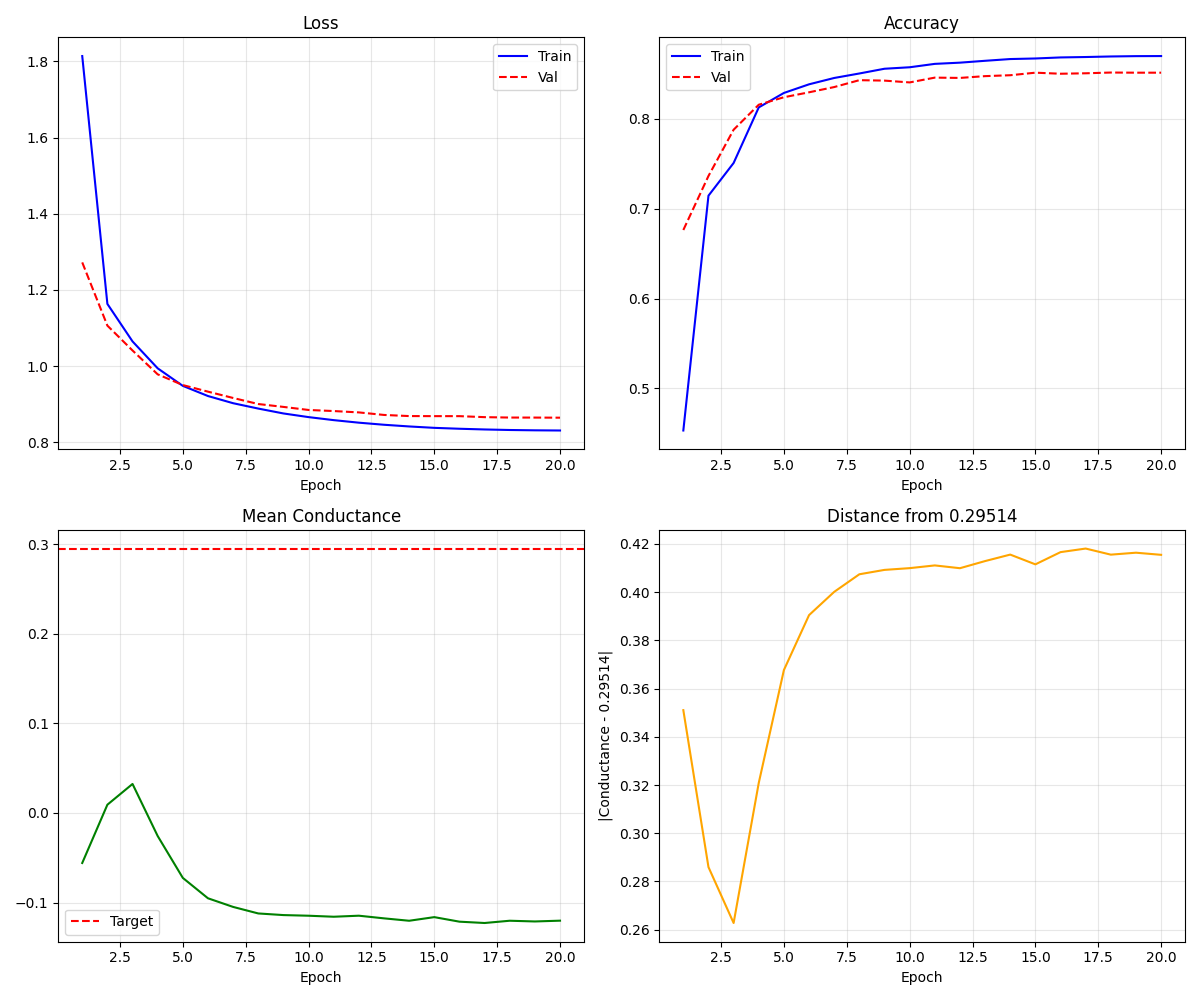 Loss
1.8
1.6
1.4
1.2
1.0
0.8
Train
Val
2.5 5.0 7.5 10.0 12.5 15.0 17.5 20.0
Epoch
Accuracy
0.8
0.7
0.6
0.5
Train
Val
2.5 5.0 7.5 10.0 12.5 15.0 17.5 20.0
Epoch
Mean Conductance
0.3
0.2
0.1
0.0
−0.1
Target
2.5 5.0 7.5 10.0 12.5 15.0 17.5 20.0
Epoch
Distance from 0.29514
|Conductance - 0.29514|
0.42
0.40
0.38
0.36
0.34
0.32
0.30
0.28
0.26
2.5 5.0 7.5 10.0 12.5 15.0 17.5 20.0
Epoch